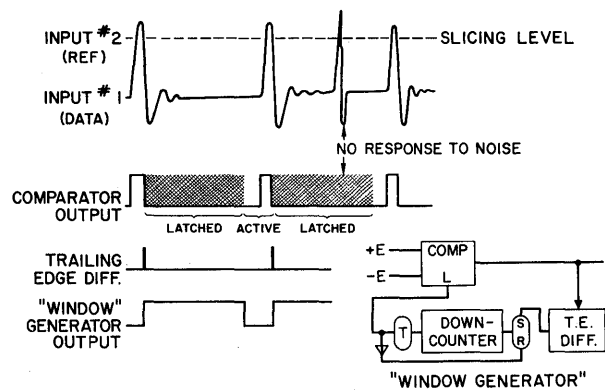 INPUT #2
(REF)
SLICING LEVEL
INPUT #1
(DATA)
NO RESPONSE TO NOISE
COMPARATOR
OUTPUT
LATCHED
ACTIVE
LATCHED
TRAILING
EDGE DIFF.
"WINDOW"
GENERATOR
OUTPUT
+E
-E
COMP
L
T
DOWN-
COUNTER
S
R
T.E.
DIFF.
"WINDOW GENERATOR"